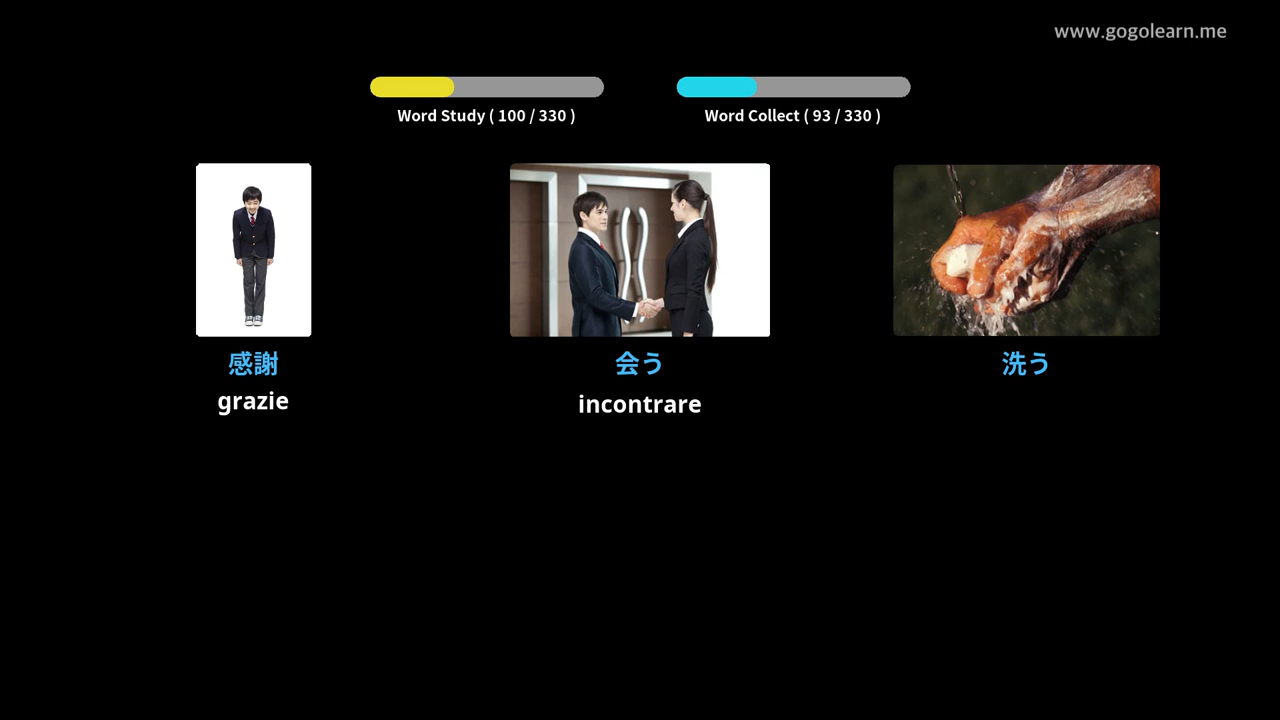 www.gogolearn.me
Word Study ( 100 / 330 )
Word Collect ( 93 / 330 )
感謝
会う
洗う
grazie
incontrare